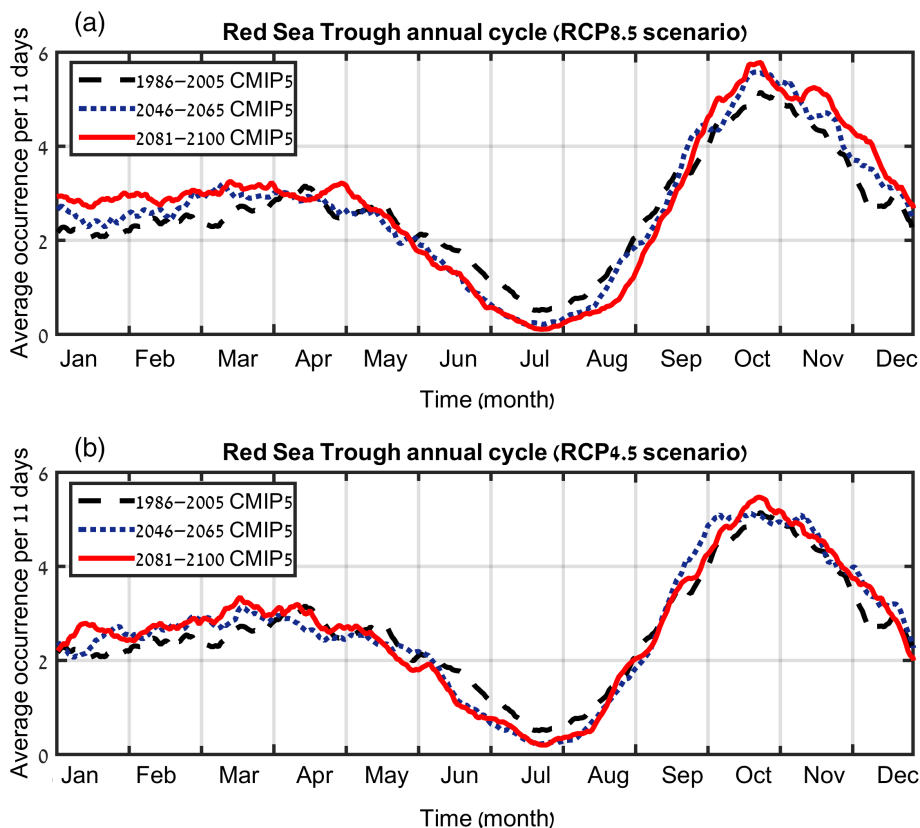 (a)
Red Sea Trough annual cycle (RCP8.5 scenario)
Average occurrence per 11 days
6
4
2
0
1986–2005 CMIP5
2046–2065 CMIP5
2081–2100 CMIP5
Jan Feb Mar Apr May Jun Jul Aug Sep Oct Nov Dec
Time (month)
(b)
Red Sea Trough annual cycle (RCP4.5 scenario)
Average occurrence per 11 days
6
4
2
0
1986–2005 CMIP5
2046–2065 CMIP5
2081–2100 CMIP5
Jan Feb Mar Apr May Jun Jul Aug Sep Oct Nov Dec
Time (month)